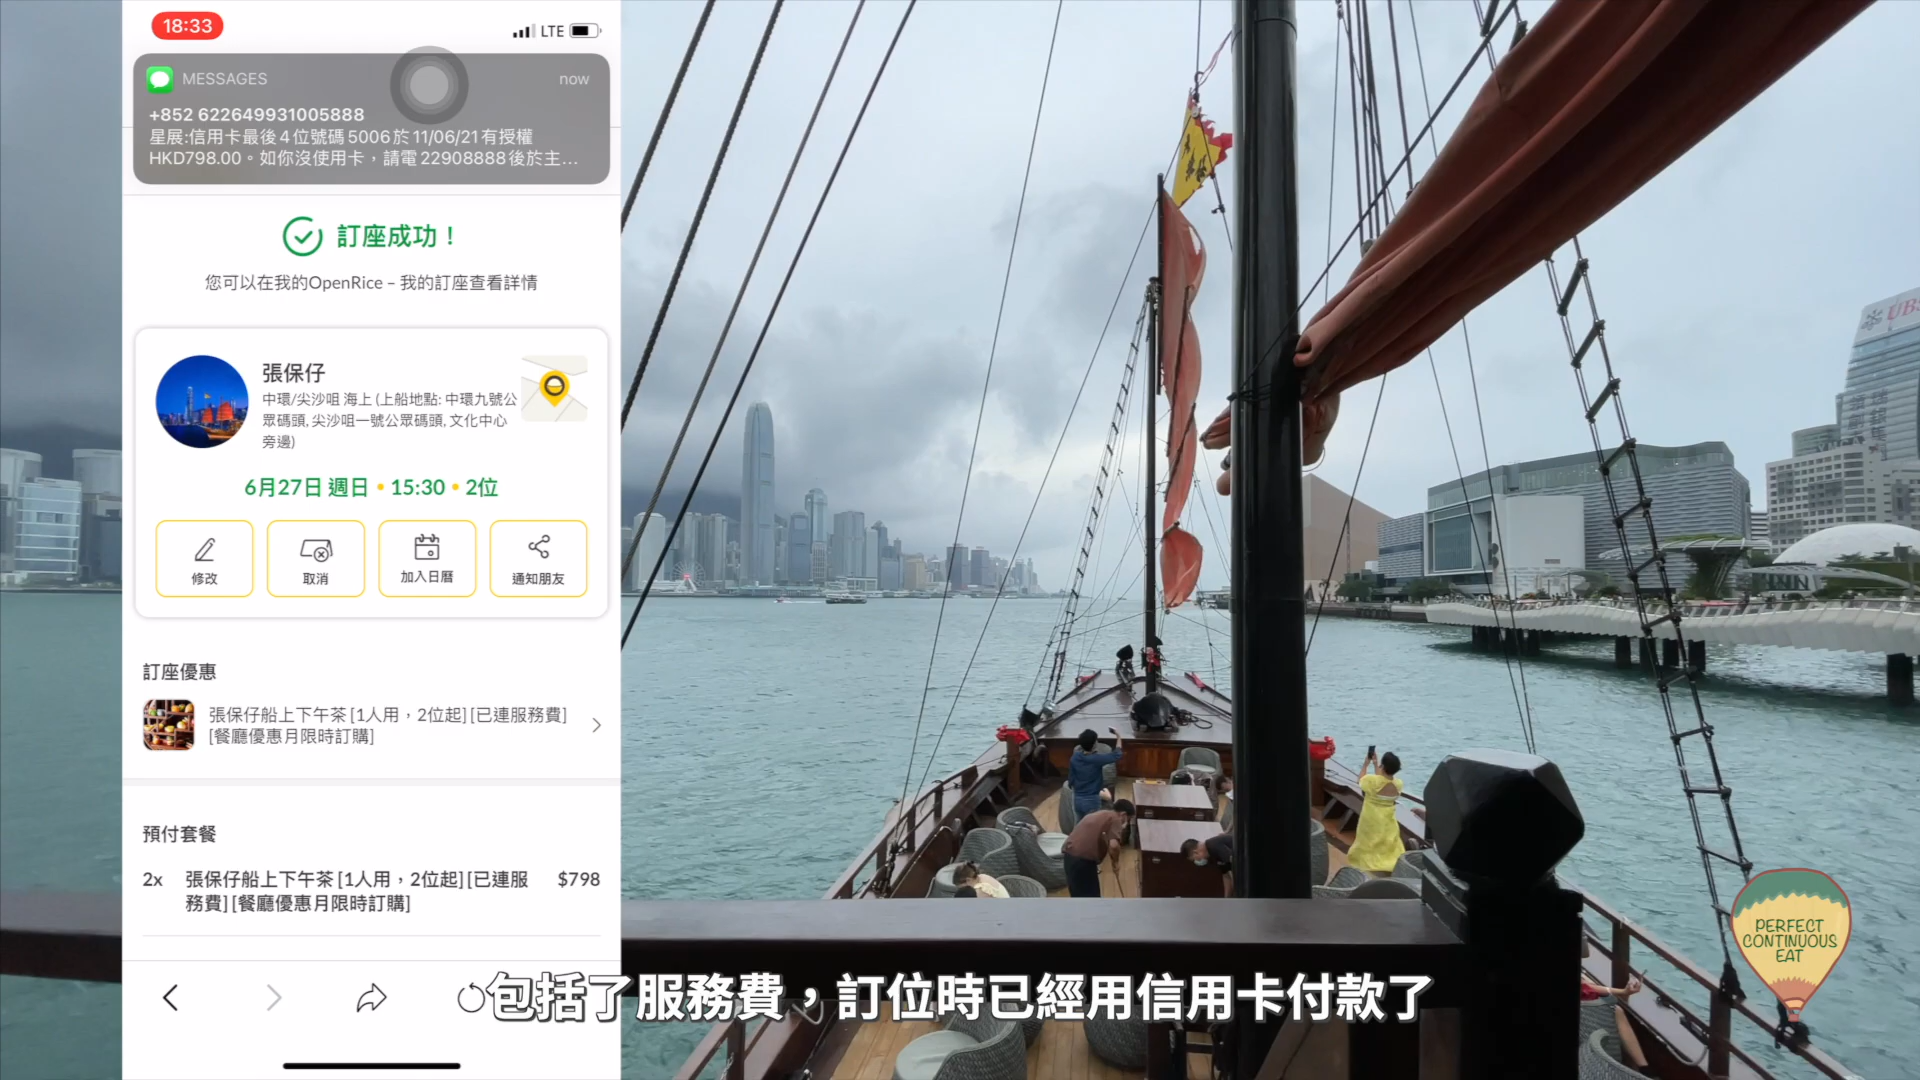 18:33
LTE
MESSAGES
now
+852 622649931005888
星展:信用卡最後4位號碼5006於11/06/21有授權
HKD798.00。如你沒使用卡，請電22908888後於主...
訂座成功！
您可以在我的OpenRice – 我的訂座查看詳情
張保仔
中環/尖沙咀 海上 (上船地點: 中環九號公
眾碼頭, 尖沙咀一號公眾碼頭, 文化中心
旁邊)
6月27日 週日 • 15:30 • 2位
修改
取消
加入日曆
通知朋友
訂座優惠
張保仔船上下午茶 [1人用，2位起] [已連服務費]
[餐廳優惠月限時訂購]
預付套餐
2x 張保仔船上下午茶 [1人用，2位起] [已連服 $798
務費] [餐廳優惠月限時訂購]
UBS
PERFECT
CONTINUOUS
EAT
包括了服務費，訂位時已經用信用卡付款了